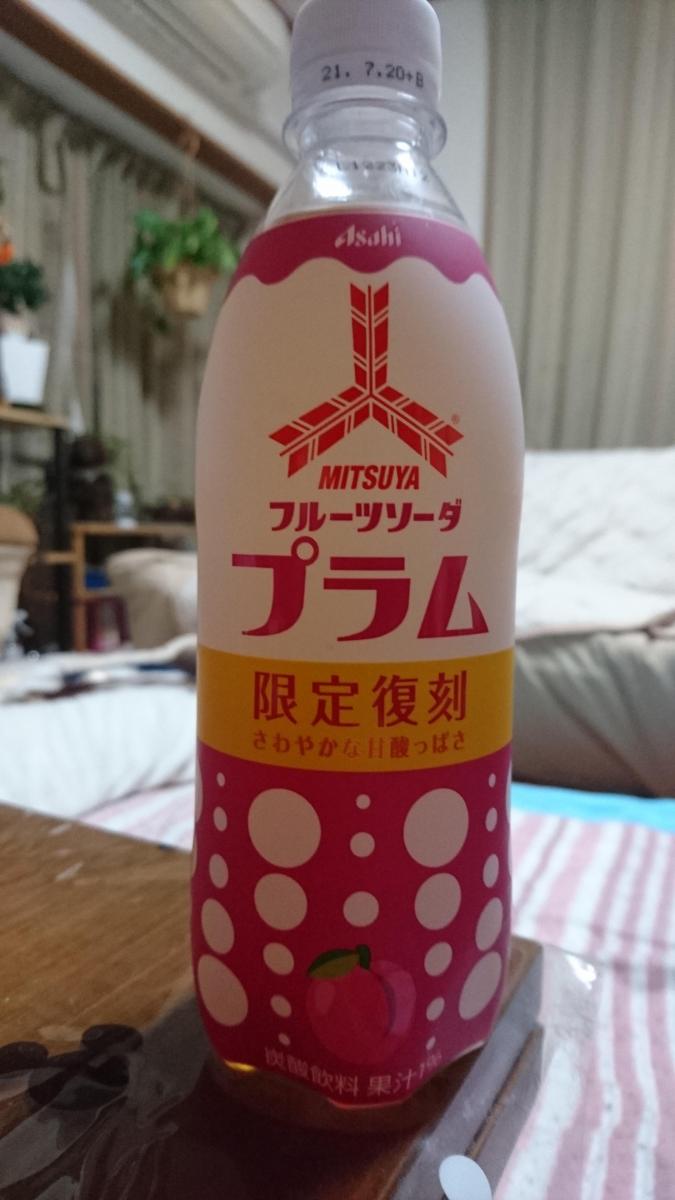 21. 7.20+B
Asahi
®
MITSUYA
フルーツソーダ
プラム
限定復刻
さわやかな甘酸っぱさ
炭酸飲料 果汁1%